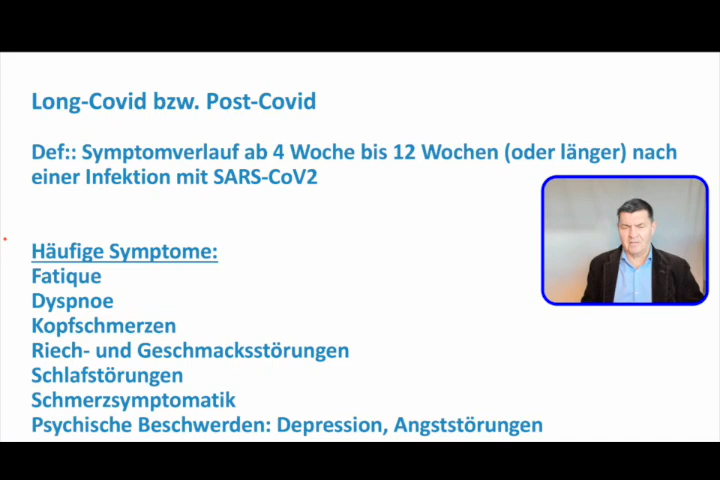 Long-Covid bzw. Post-Covid
Def:: Symptomverlauf ab 4 Woche bis 12 Wochen (oder länger) nach
einer Infektion mit SARS-CoV2
Häufige Symptome:
Fatique
Dyspnoe
Kopfschmerzen
Riech- und Geschmacksstörungen
Schlafstörungen
Schmerzsymptomatik
Psychische Beschwerden: Depression, Angststörungen